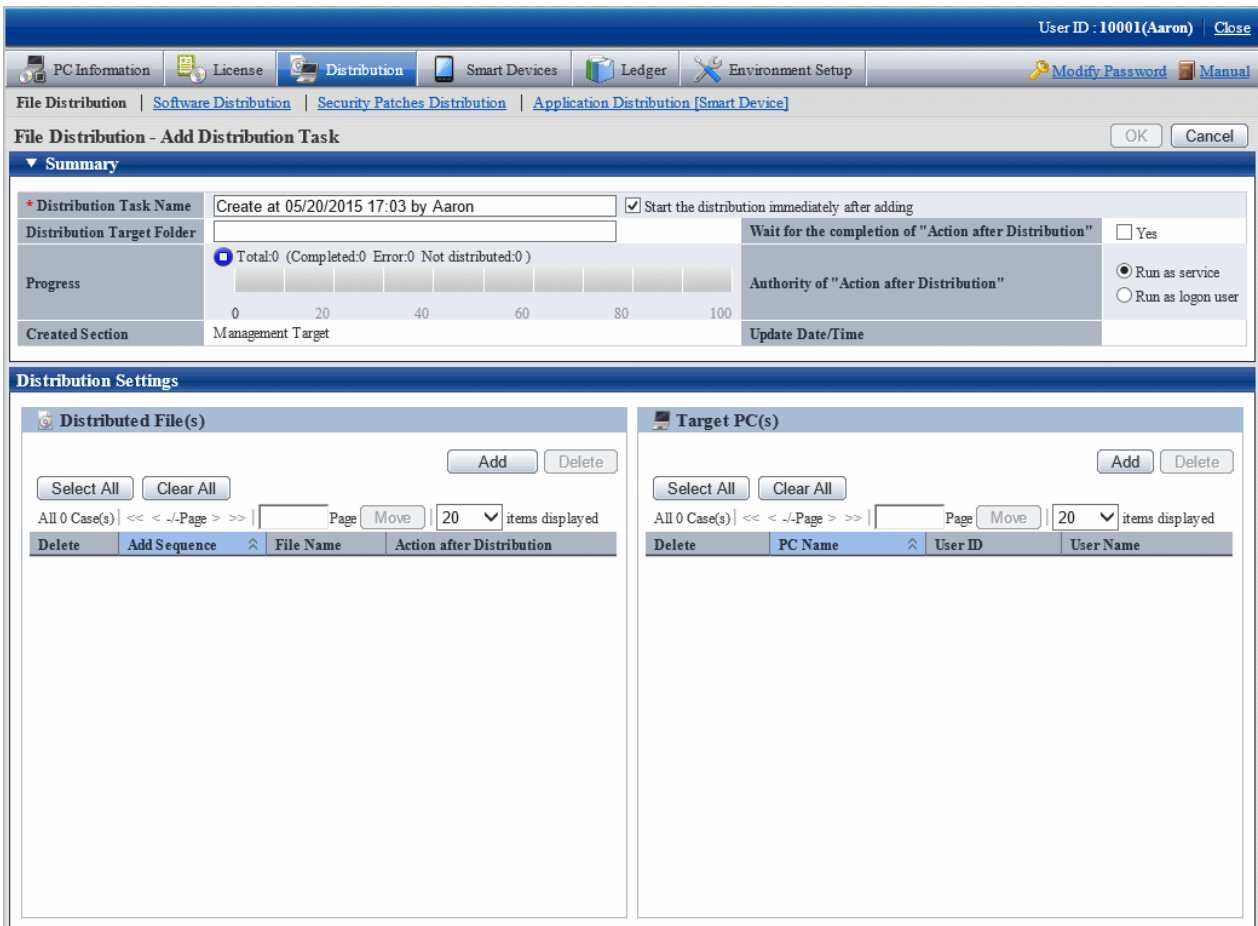 User ID : 10001(Aaron) | Close
PC Information License Distribution Smart Devices Ledger Environment Setup Modify Password Manual
File Distribution | Software Distribution | Security Patches Distribution | Application Distribution [Smart Device]
File Distribution - Add Distribution Task OK Cancel
▼ Summary
* Distribution Task Name Create at 05/20/2015 17:03 by Aaron Start the distribution immediately after adding
Distribution Target Folder Wait for the completion of "Action after Distribution" Yes
Progress Total:0 (Completed:0 Error:0 Not distributed:0 ) Authority of "Action after Distribution" Run as service
Run as logon user
0 20 40 60 80 100
Created Section Management Target Update Date/Time
Distribution Settings
Distributed File(s)
Add Delete
Select All Clear All
All 0 Case(s) | << < -/-Page > >> | Page Move | 20 items displayed
Delete Add Sequence File Name Action after Distribution
Target PC(s)
Add Delete
Select All Clear All
All 0 Case(s) | << < -/-Page > >> | Page Move | 20 items displayed
Delete PC Name User ID User Name